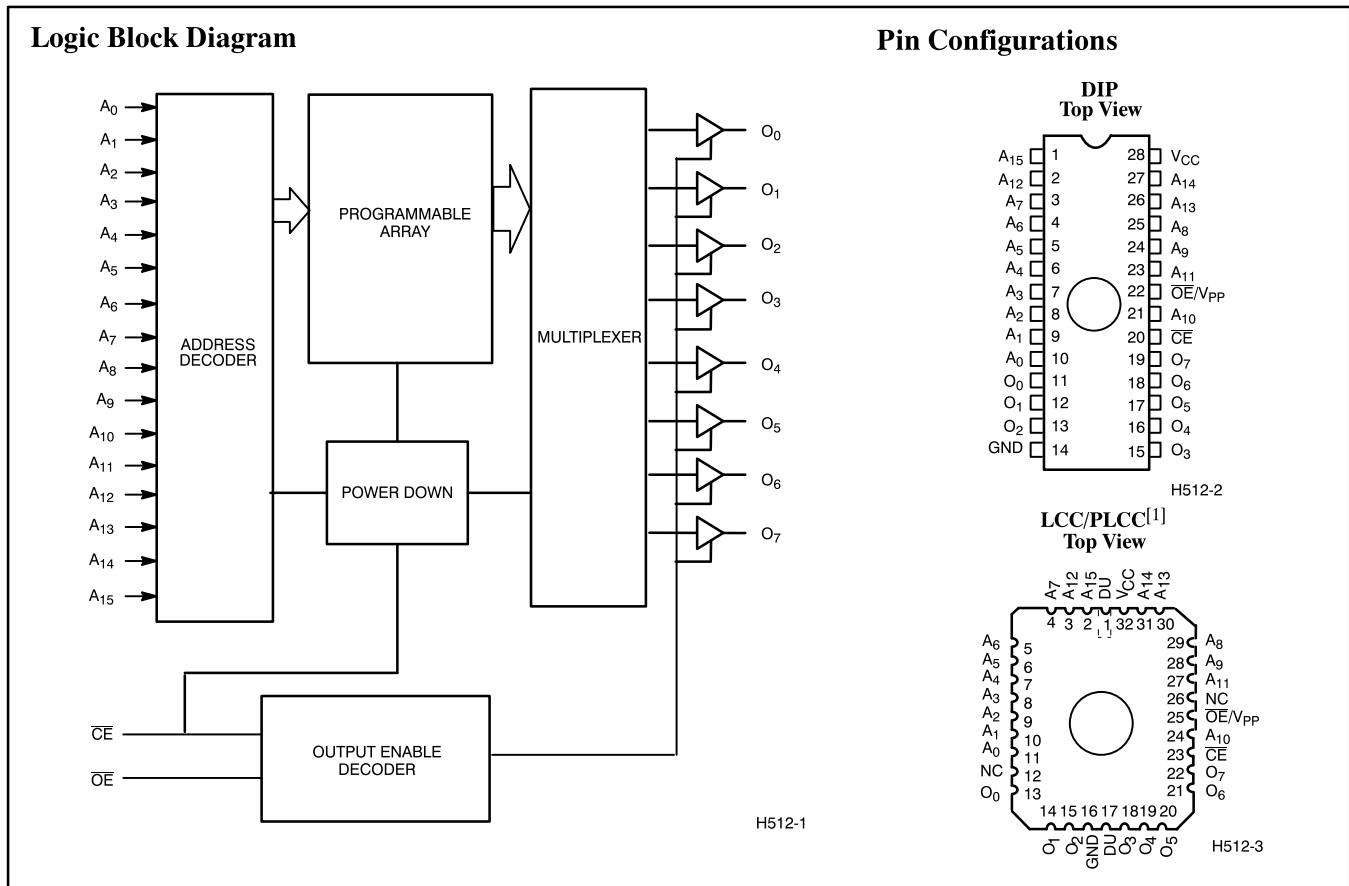 Logic Block Diagram
A0
A1
A2
A3
A4
A5
A6
A7
A8
A9
A10
A11
A12
A13
A14
A15
ADDRESS
DECODER
PROGRAMMABLE
ARRAY
MULTIPLEXER
POWER DOWN
O0
O1
O2
O3
O4
O5
O6
O7
CE
OE
OUTPUT ENABLE
DECODER
H512-1
Pin Configurations
DIP
Top View
A15 1 28 VCC
A12 2 27 A14
A7 3 26 A13
A6 4 25 A8
A5 5 24 A9
A4 6 23 A11
A3 7 22 OE/VPP
A2 8 21 A10
A1 9 20 CE
A0 10 19 O7
O0 11 18 O6
O1 12 17 O5
O2 13 16 O4
GND 14 15 O3
H512-2
LCC/PLCC[1]
Top View
A7 A12 A15 DU VCC A14 A13
4 3 2 1 32 31 30
A6 5 29 A8
A5 6 28 A9
A4 7 27 A11
A3 8 26 NC
A2 9 25 OE/VPP
A1 10 24 A10
A0 11 23 CE
NC 12 22 O7
O0 13 21 O6
14 15 16 17 18 19 20
O1 O2 GND DU O3 O4 O5
H512-3